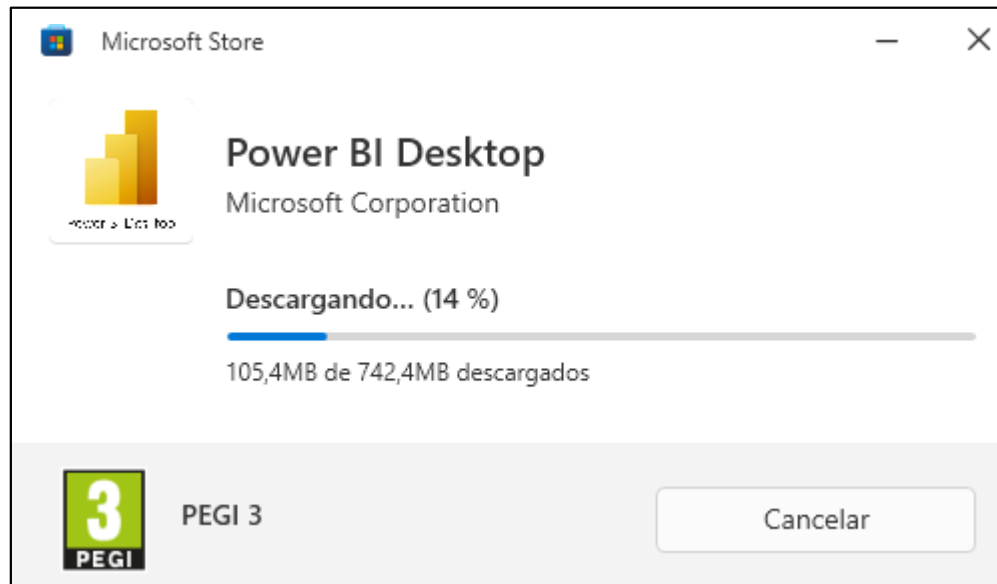 Microsoft Store
Power BI Desktop
Microsoft Corporation
Descargando... (14 %)
105,4MB de 742,4MB descargados
3
PEGI
PEGI 3
Cancelar